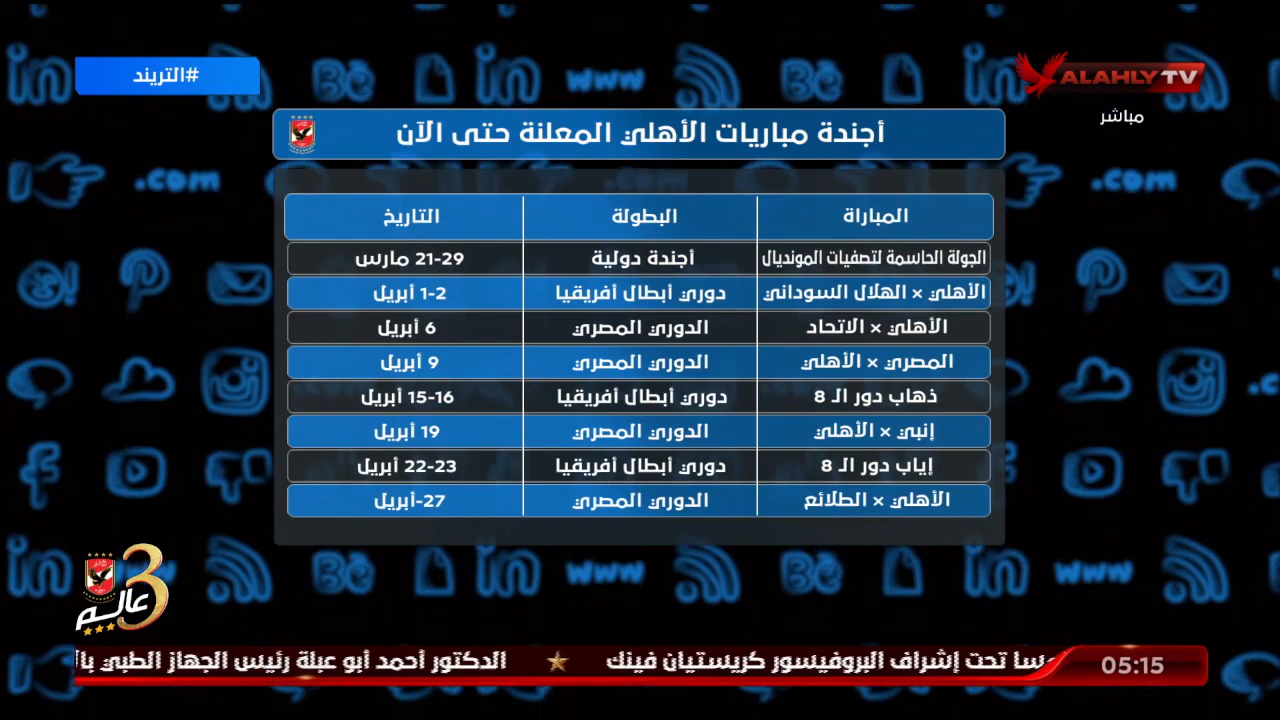 #التريند
ALAHLY TV
مباشر
أجندة مباريات الأهلي المعلنة حتى الآن
المباراة البطولة التاريخ
الجولة الحاسمة لتصفيات المونديال أجندة دولية 21-29 مارس
الأهلي × الهلال السوداني دوري أبطال أفريقيا 1-2 أبريل
الأهلي × الاتحاد الدوري المصري 6 أبريل
المصري × الأهلي الدوري المصري 9 أبريل
ذهاب دور الـ 8 دوري أبطال أفريقيا 15-16 أبريل
إنبي × الأهلي الدوري المصري 19 أبريل
إياب دور الـ 8 دوري أبطال أفريقيا 22-23 أبريل
الأهلي × الطلائع الدوري المصري 27-أبريل
3 عالم
تحت إشراف البروفيسور كريستيان فينك الدكتور أحمد أبو عبلة رئيس الجهاز الطبي
05:15